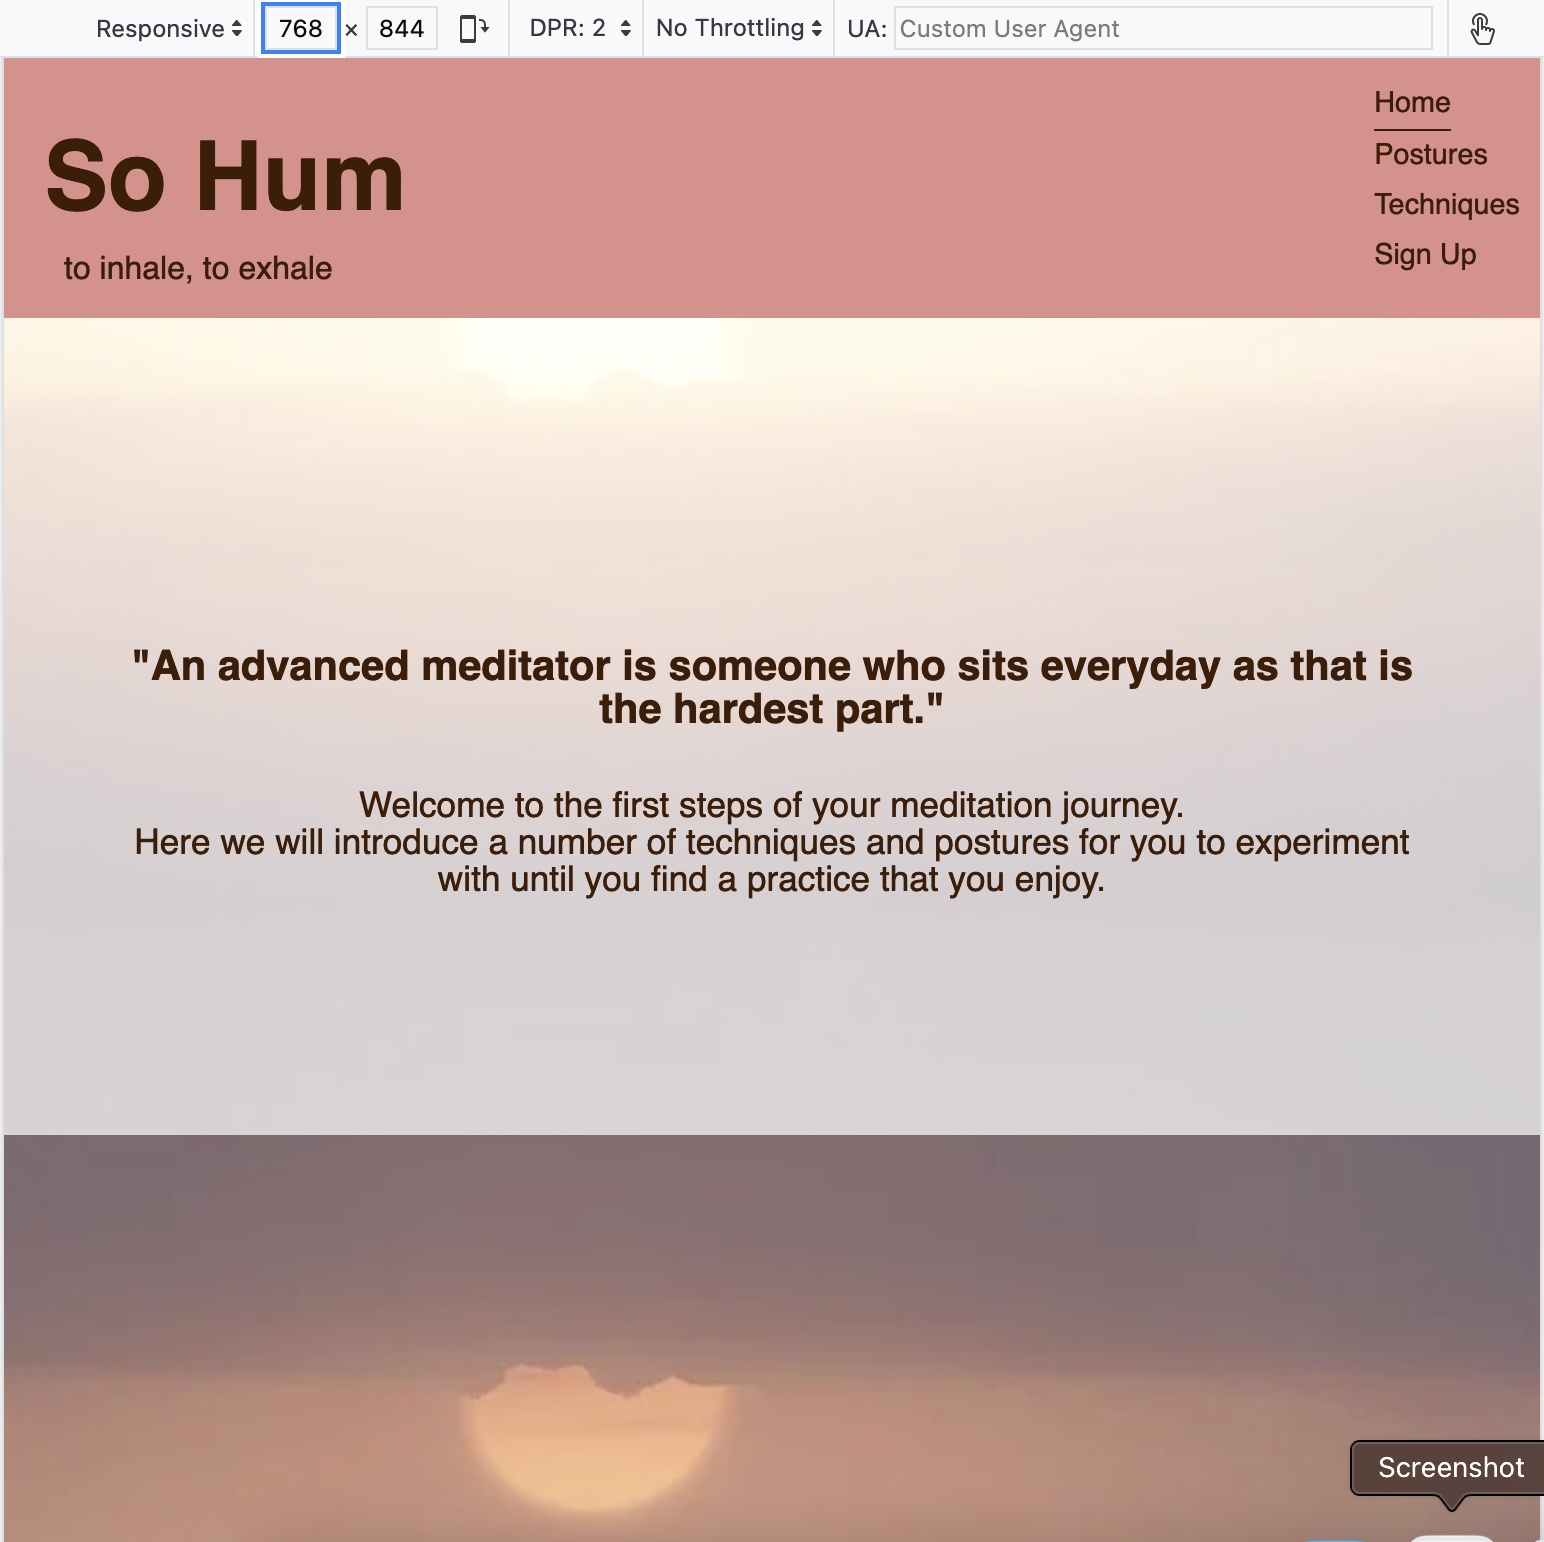 Responsive 768 × 844 DPR: 2 No Throttling UA: Custom User Agent
So Hum
to inhale, to exhale
Home
Postures
Techniques
Sign Up
"An advanced meditator is someone who sits everyday as that is
the hardest part."
Welcome to the first steps of your meditation journey.
Here we will introduce a number of techniques and postures for you to experiment
with until you find a practice that you enjoy.
Screenshot